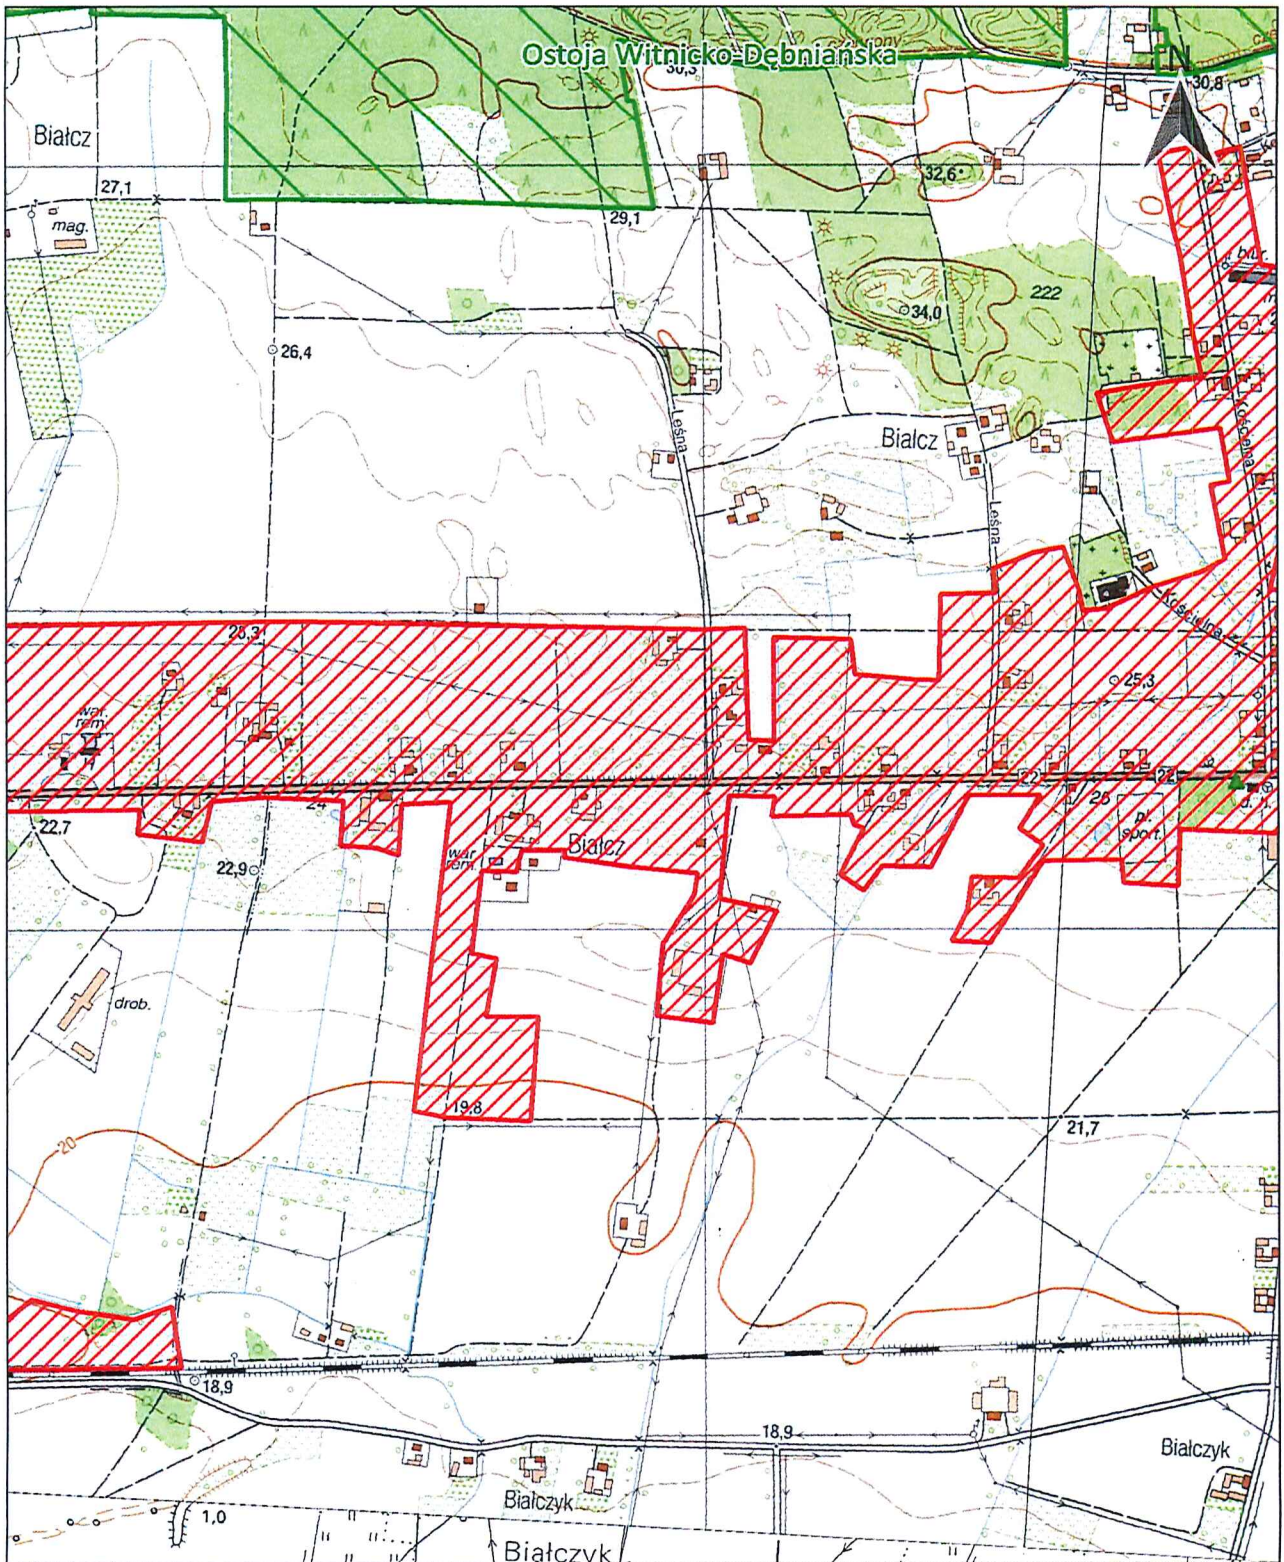 Ostoja Witnicko-Dębniańska
N
30,8
Białcz
32,6
27,1
29,1
mag.
biur.
222
34,0
26,4
Leśna
Białcz
Kościelna
Leśna
Kościelna
25,3
25,3
war.
rem.
22
22
24
25
22,7
pl.
sport.
d. h.
Białcz
war.
rem.
22,9
drob.
19,8
21,7
20
18,9
18,9
Białczyk
Białczyk
1,0
Białczyk